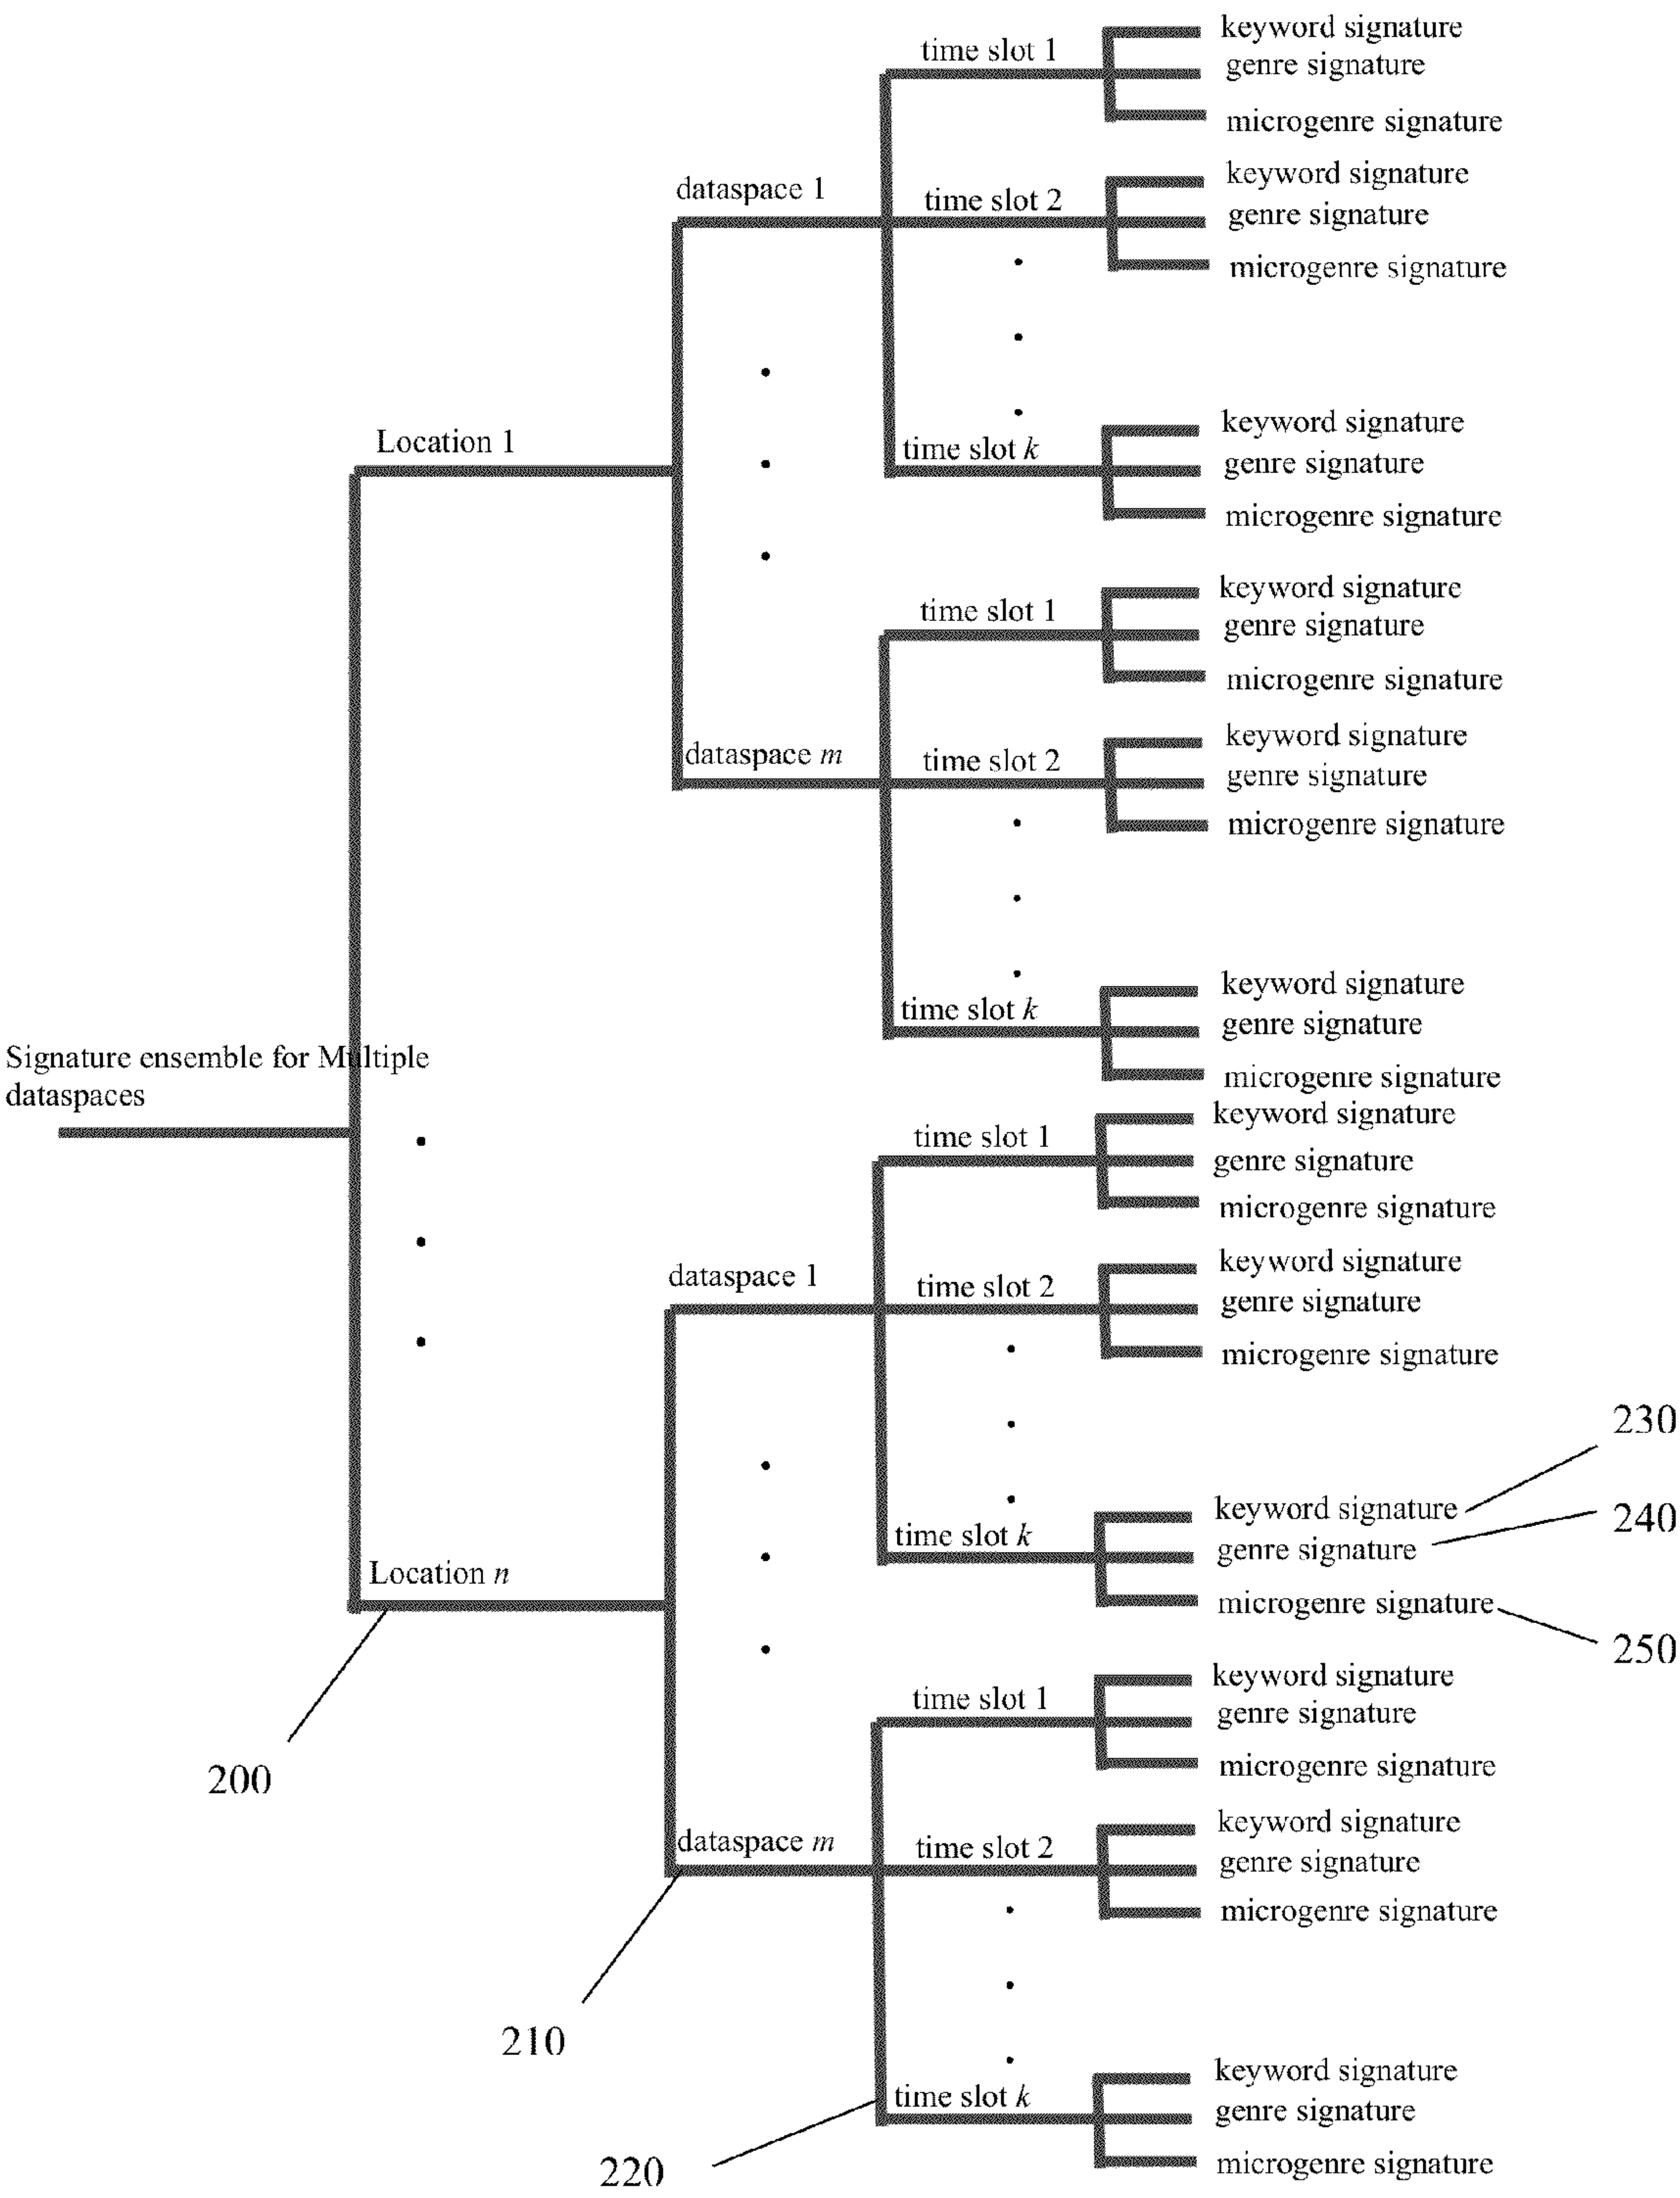 keyword signature
time slot 1
genre signature
microgenre signature
keyword signature
dataspace 1
time slot 2
genre signature
microgenre signature
keyword signature
Location 1
time slot k
genre signature
microgenre signature
keyword signature
time slot 1
genre signature
microgenre signature
keyword signature
dataspace m
time slot 2
genre signature
microgenre signature
keyword signature
time slot k
genre signature
Signature ensemble for Multiple
dataspaces
microgenre signature
keyword signature
time slot 1
genre signature
microgenre signature
keyword signature
dataspace 1
time slot 2
genre signature
microgenre signature
230
keyword signature
240
time slot k
genre signature
Location n
microgenre signature
250
keyword signature
time slot 1
genre signature
microgenre signature
200
keyword signature
dataspace m
time slot 2
genre signature
microgenre signature
210
keyword signature
time slot k
genre signature
microgenre signature
220